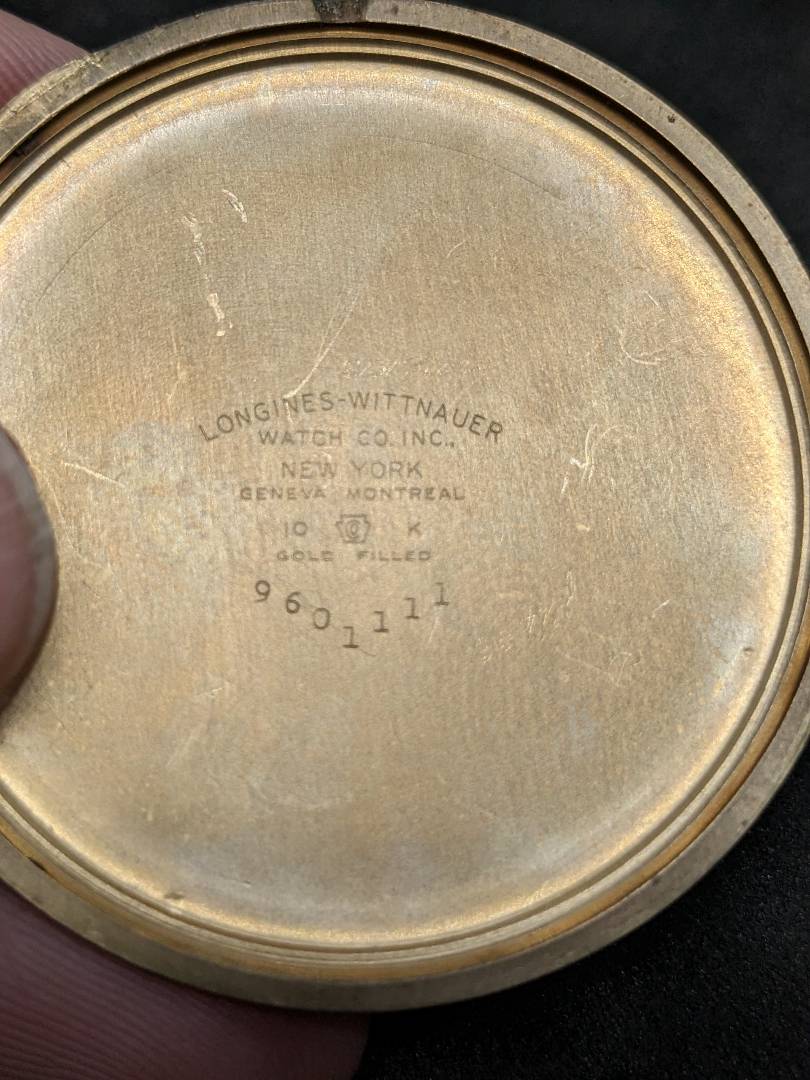 LONGINES-WITTNAUER
WATCH CO. INC.,
NEW YORK
GENEVA MONTREAL
10 K
GOLD FILLED
9601111